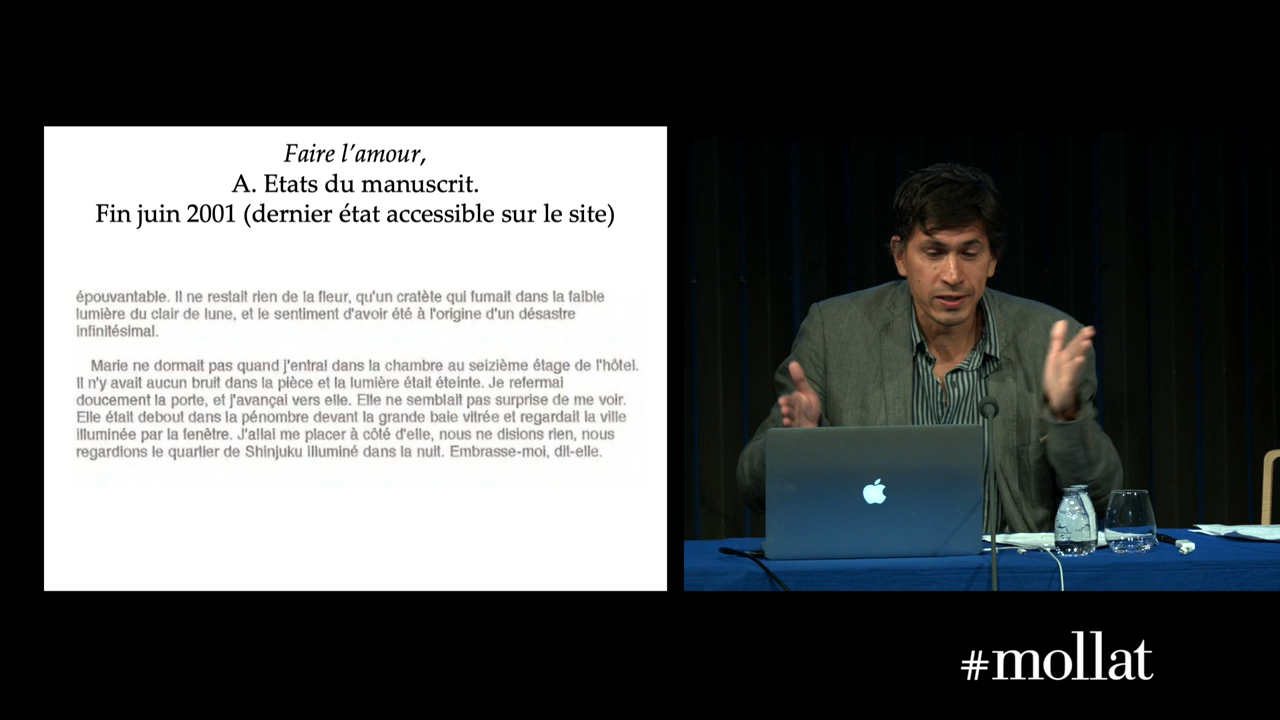 Faire l'amour,
A. Etats du manuscrit.
Fin juin 2001 (dernier état accessible sur le site)
épouvantable. Il ne restait rien de la fleur, qu'un cratète qui fumait dans la faible
lumière du clair de lune, et le sentiment d'avoir été à l'origine d'un désastre
infinitésimal.
Marie ne dormait pas quand j'entrai dans la chambre au seizième étage de l'hôtel.
Il n'y avait aucun bruit dans la pièce et la lumière était éteinte. Je refermai
doucement la porte, et j'avançai vers elle. Elle ne semblait pas surprise de me voir.
Elle était debout dans la pénombre devant la grande baie vitrée et regardait la ville
illuminée par la fenêtre. J'allai me placer à côté d'elle, nous ne disions rien, nous
regardions le quartier de Shinjuku illuminé dans la nuit. Embrasse-moi, dit-elle.
#mollat